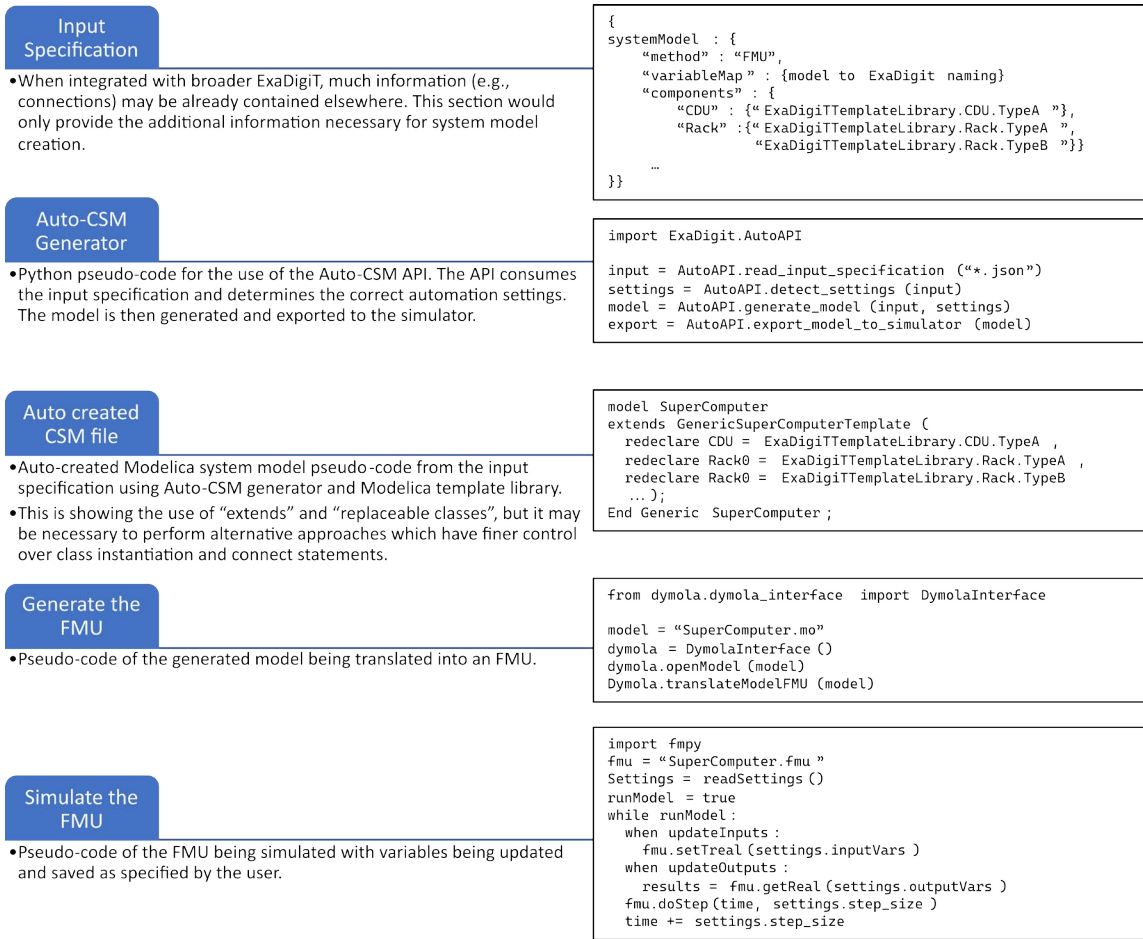 Input
Specification
•When integrated with broader ExaDigiT, much information (e.g.,
connections) may be already contained elsewhere. This section would
only provide the additional information necessary for system model
creation.
{
systemModel : {
“method” : “FMU”,
“variableMap” : {model to ExaDigit naming}
“components” : {
“CDU” : {“ExaDigiTTemplateLibrary.CDU.TypeA ”},
“Rack” :{“ExaDigiTTemplateLibrary.Rack.TypeA ”,
“ExaDigiTTemplateLibrary.Rack.TypeB ”}}
…
}}
Auto-CSM
Generator
•Python pseudo-code for the use of the Auto-CSM API. The API consumes
the input specification and determines the correct automation settings.
The model is then generated and exported to the simulator.
import ExaDigit.AutoAPI
input = AutoAPI.read_input_specification (“*.json”)
settings = AutoAPI.detect_settings (input)
model = AutoAPI.generate_model (input, settings)
export = AutoAPI.export_model_to_simulator (model)
Auto created
CSM file
•Auto-created Modelica system model pseudo-code from the input
specification using Auto-CSM generator and Modelica template library.
•This is showing the use of “extends” and “replaceable classes”, but it may
be necessary to perform alternative approaches which have finer control
over class instantiation and connect statements.
model SuperComputer
extends GenericSuperComputerTemplate (
redeclare CDU = ExaDigiTTemplateLibrary.CDU.TypeA ,
redeclare Rack0 = ExaDigiTTemplateLibrary.Rack.TypeA ,
redeclare Rack0 = ExaDigiTTemplateLibrary.Rack.TypeB
…);
End Generic SuperComputer;
Generate the
FMU
•Pseudo-code of the generated model being translated into an FMU.
from dymola.dymola_interface import DymolaInterface
model = “SuperComputer.mo”
dymola = DymolaInterface()
dymola.openModel(model)
Dymola.translateModelFMU(model)
Simulate the
FMU
•Pseudo-code of the FMU being simulated with variables being updated
and saved as specified by the user.
import fmpy
fmu = “SuperComputer.fmu ”
Settings = readSettings()
runModel = true
while runModel:
when updateInputs:
fmu.setTreal(settings.inputVars)
when updateOutputs:
results = fmu.getReal(settings.outputVars)
fmu.doStep(time, settings.step_size)
time += settings.step_size